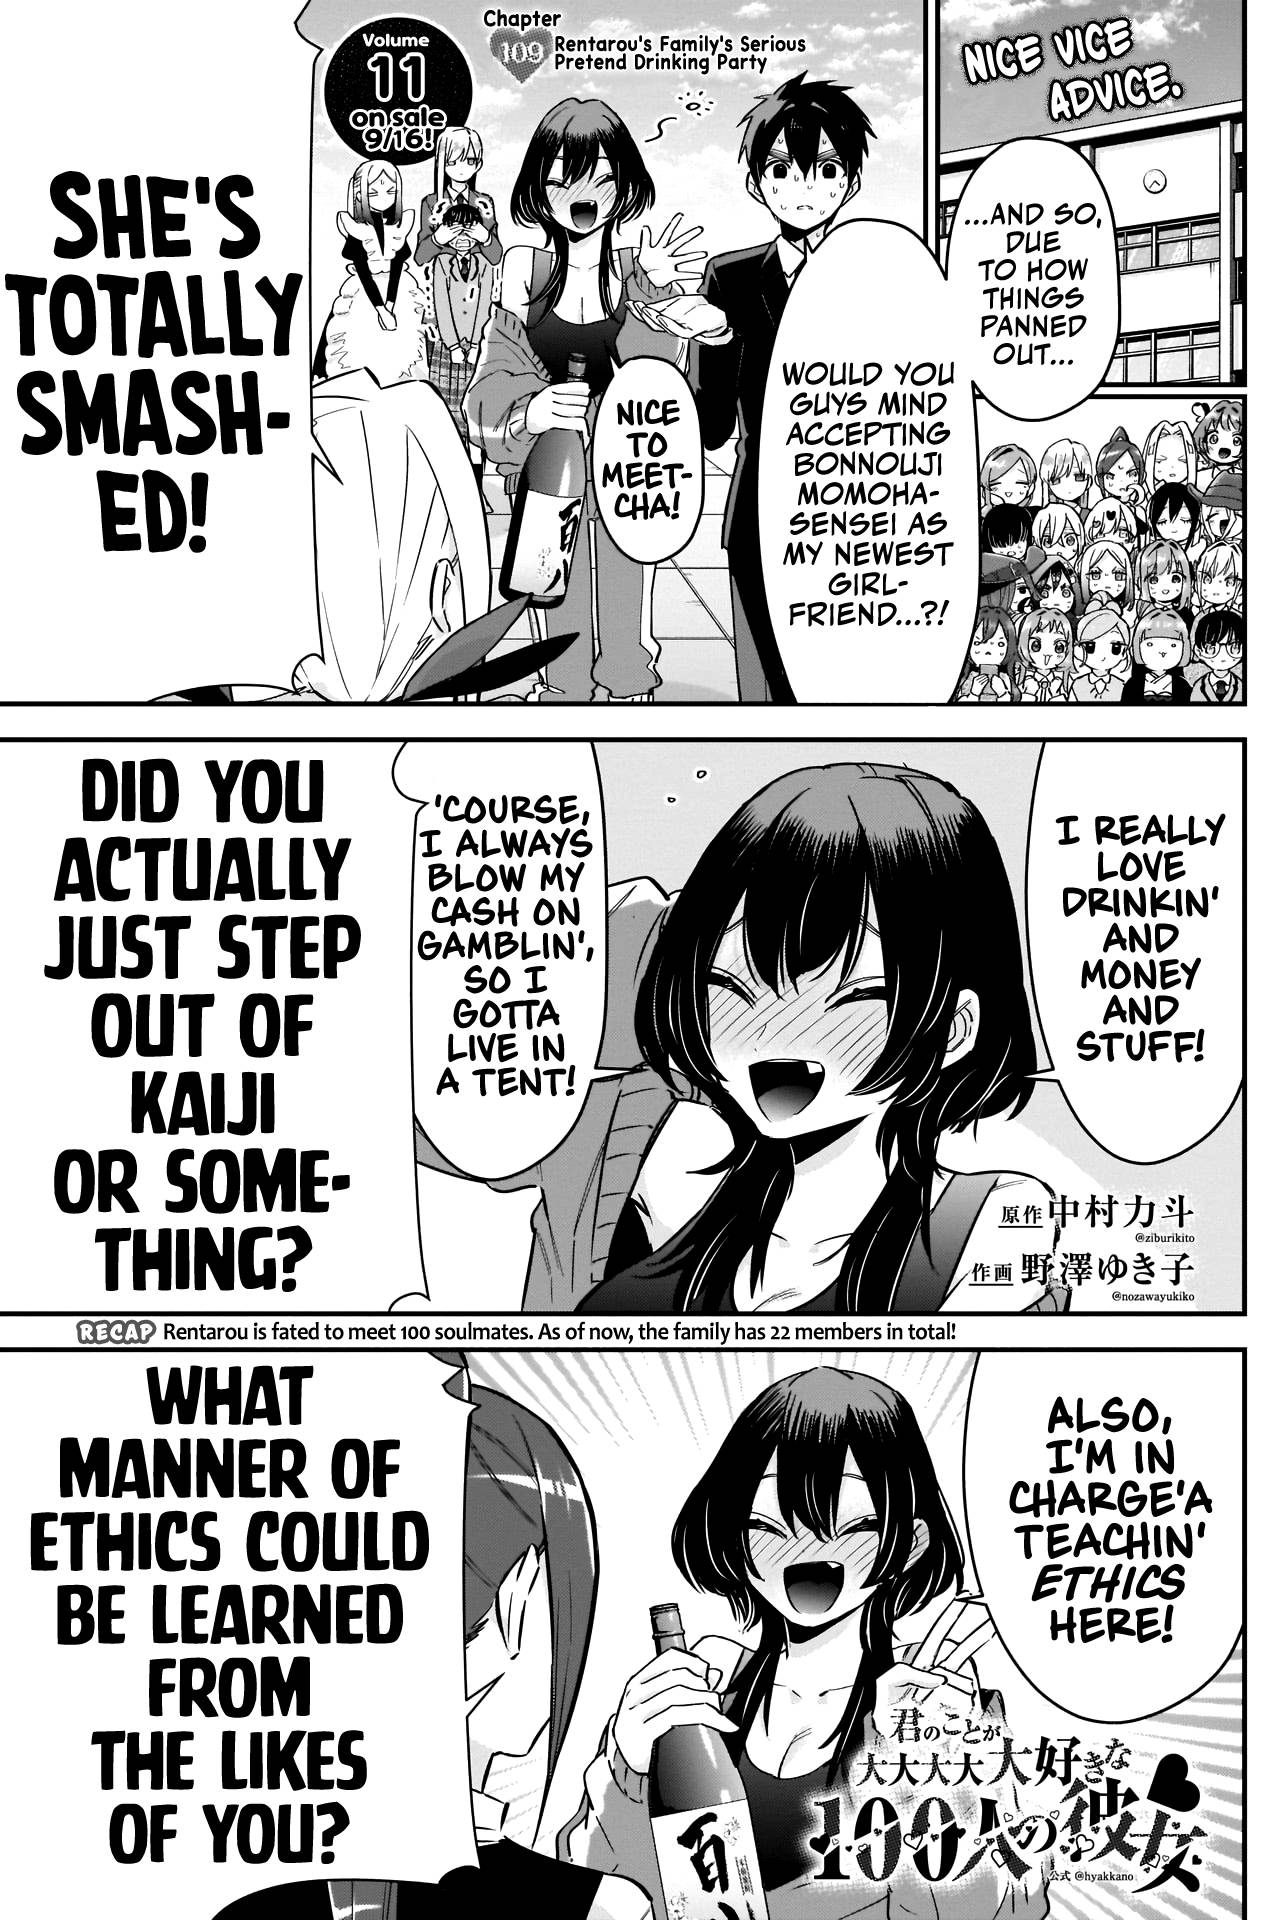 NICE VICE
ADVICE.
...AND SO,
DUE
TO HOW
THINGS
PANNED
OUT...
WOULD YOU
GUYS MIND
ACCEPTING
BONNOUJI
MOMOHA-
SENSEI AS
MY NEWEST
GIRL-
FRIEND...?!
Chapter
109
Rentarou's Family's Serious
Pretend Drinking Party
Volume
11
on sale
9/16!
NICE
TO
MEET-
CHA!
百八
SHE'S
TOTALLY
SMASH-
ED!
I REALLY
LOVE
DRINKIN'
AND
MONEY
AND
STUFF!
'COURSE,
I ALWAYS
BLOW MY
CASH ON
GAMBLIN',
SO I
GOTTA
LIVE IN
A TENT!
DID YOU
ACTUALLY
JUST STEP
OUT OF
KAIJI
OR SOME-
THING?
原作 中村力斗
@ziburikito
作画 野澤ゆき子
@nozawayukiko
RECAP Rentarou is fated to meet 100 soulmates. As of now, the family has 22 members in total!
ALSO,
I'M IN
CHARGE'A
TEACHIN'
ETHICS
HERE!
WHAT
MANNER OF
ETHICS COULD
BE LEARNED
FROM
THE LIKES
OF YOU?
百八
君のことが
大大大大大好きな
100人の彼女
公式 @hyakkano